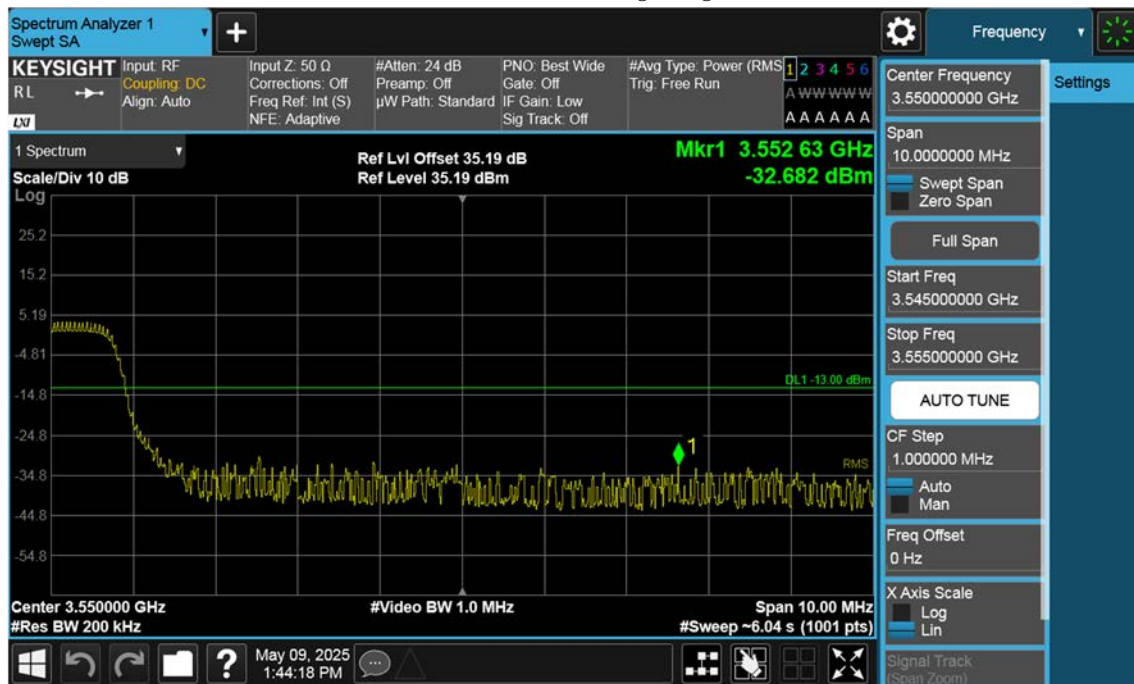 Spectrum Analyzer 1
Swept SA
+
Frequency
KEYSIGHT
RL
LXI
Input: RF
Coupling: DC
Align: Auto
Input Z: 50 Ω
Corrections: Off
Freq Ref: Int (S)
NFE: Adaptive
#Atten: 24 dB
Preamp: Off
µW Path: Standard
PNO: Best Wide
Gate: Off
IF Gain: Low
Sig Track: Off
#Avg Type: Power (RMS
Trig: Free Run
1 2 3 4 5 6
A W W W W W
A A A A A A
1 Spectrum
Scale/Div 10 dB
Ref Lvl Offset 35.19 dB
Ref Level 35.19 dBm
Mkr1 3.552 63 GHz
-32.682 dBm
Log
25.2
15.2
5.19
-4.81
-14.8
-24.8
-34.8
-44.8
-54.8
DL1 -13.00 dBm
1
RMS
Center 3.550000 GHz
#Res BW 200 kHz
#Video BW 1.0 MHz
Span 10.00 MHz
#Sweep ~6.04 s (1001 pts)
Center Frequency
3.550000000 GHz
Span
10.0000000 MHz
Swept Span
Zero Span
Full Span
Start Freq
3.545000000 GHz
Stop Freq
3.555000000 GHz
AUTO TUNE
CF Step
1.000000 MHz
Auto
Man
Freq Offset
0 Hz
X Axis Scale
Log
Lin
Signal Track
(Span Zoom)
Settings
?
May 09, 2025
1:44:18 PM